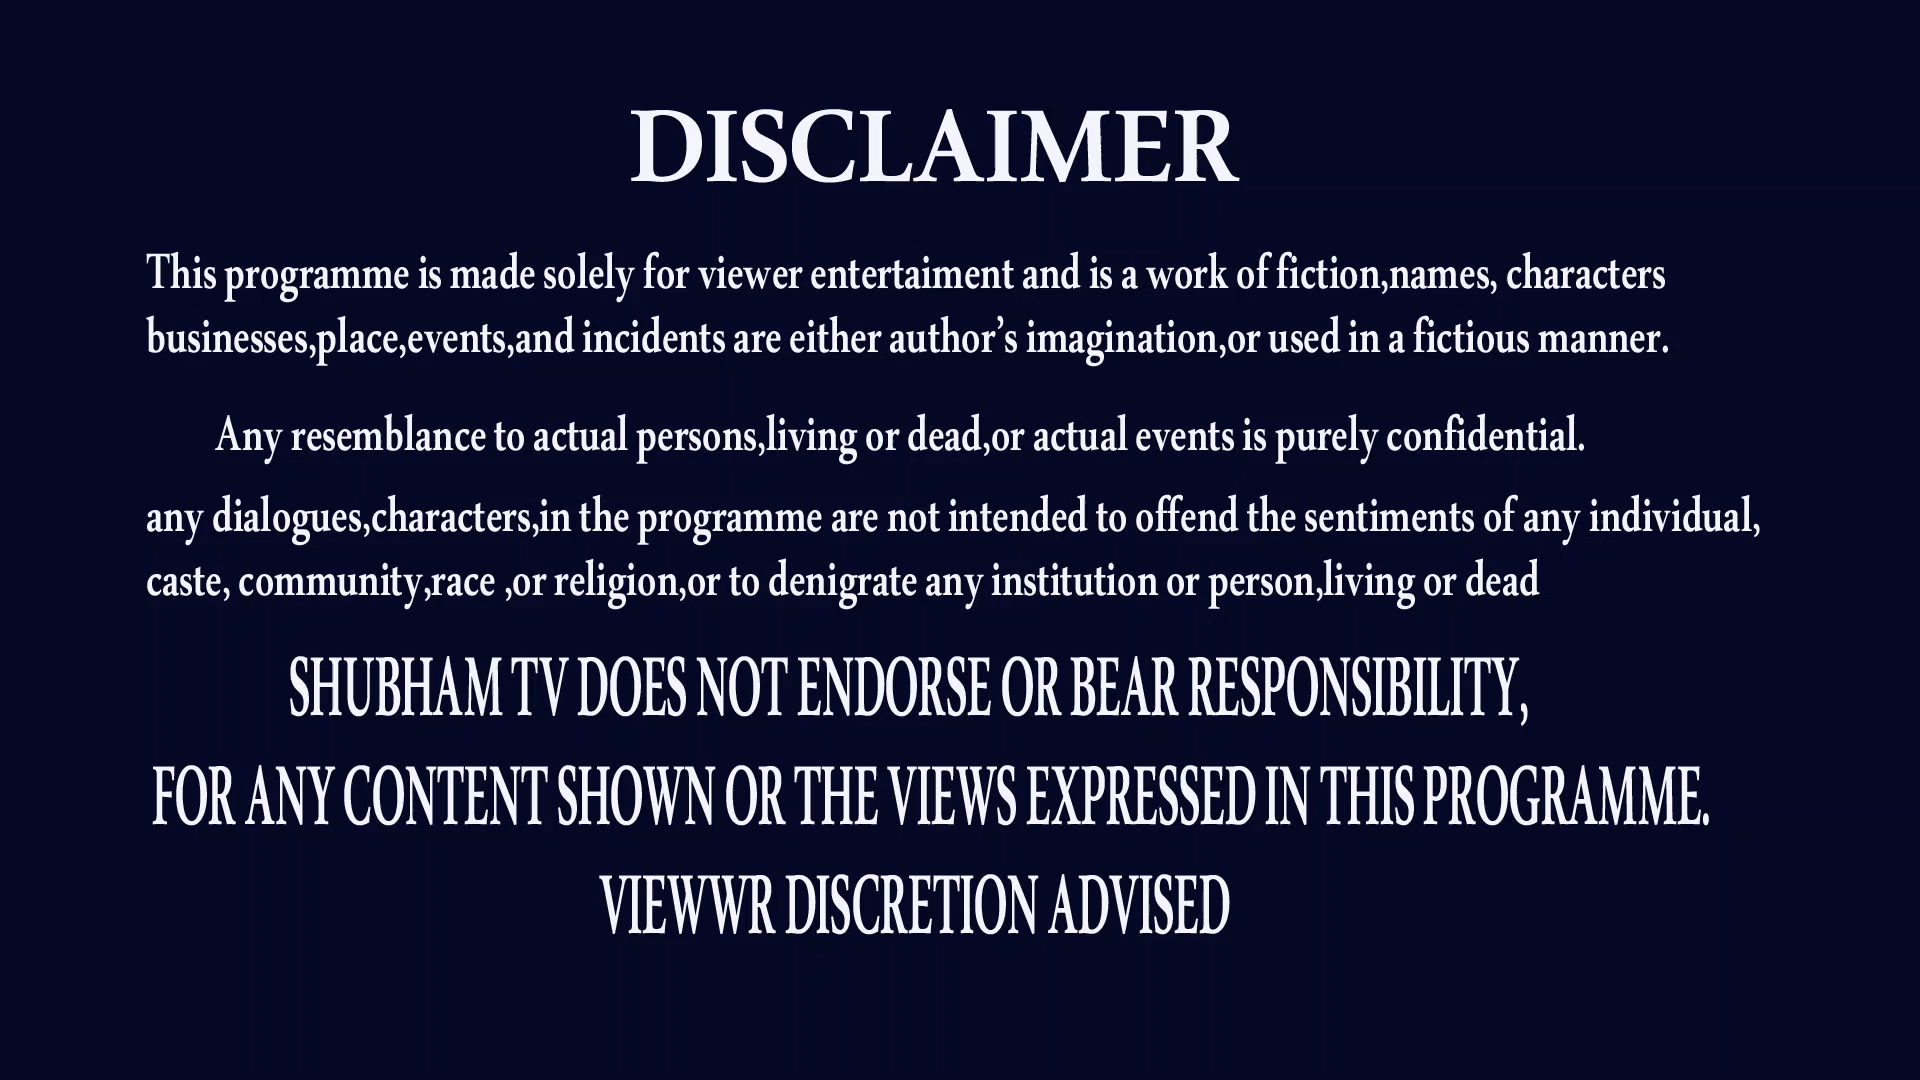 DISCLAIMER
This programme is made solely for viewer entertaiment and is a work of fiction,names, characters
businesses,place,events,and incidents are either author’s imagination,or used in a fictious manner.
Any resemblance to actual persons,living or dead,or actual events is purely confidential.
any dialogues,characters,in the programme are not intended to offend the sentiments of any individual,
caste, community,race ,or religion,or to denigrate any institution or person,living or dead
SHUBHAM TV DOES NOT ENDORSE OR BEAR RESPONSIBILITY,
FOR ANY CONTENT SHOWN OR THE VIEWS EXPRESSED IN THIS PROGRAMME.
VIEWWR DISCRETION ADVISED